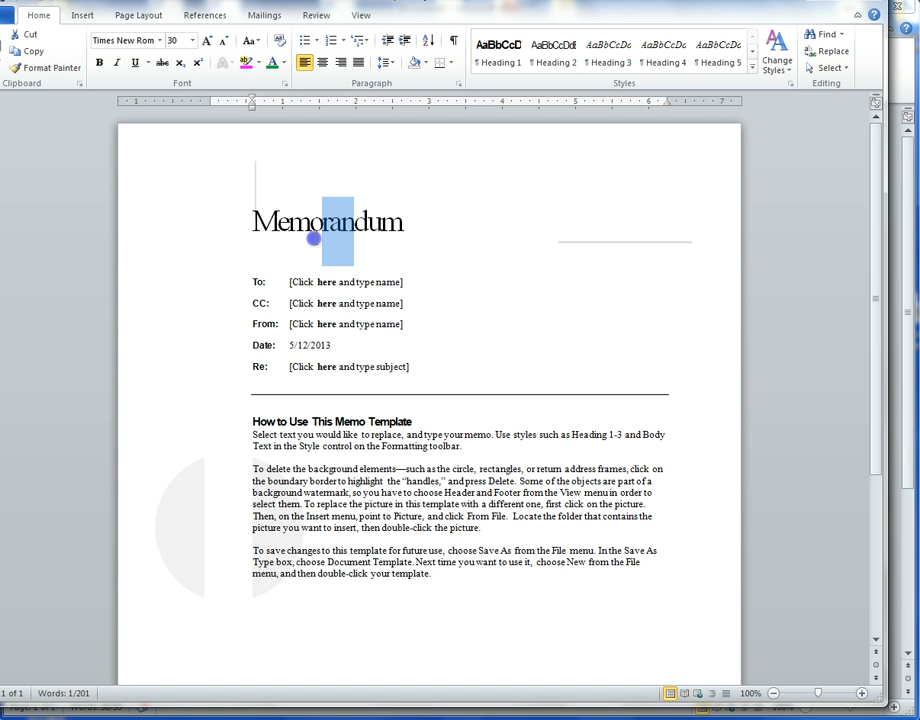 Home Insert Page Layout References Mailings Review View
Cut
Copy
Format Painter
Clipboard
Times New Rom 30
Aa
B I U abc x₂ x²
Font
Paragraph
AaBbCcD AaBbCcDdE AaBbCcDc AaBbCcDc AaBbCcDc
¶ Heading 1 ¶ Heading 2 ¶ Heading 3 ¶ Heading 4 ¶ Heading 5
Change
Styles
Styles
Find
Replace
Select
Editing
1 1 2 3 4 5 6 7
Memorandum
To: [Click here and type name]
CC: [Click here and type name]
From: [Click here and type name]
Date: 5/12/2013
Re: [Click here and type subject]
How to Use This Memo Template
Select text you would like to replace, and type your memo. Use styles such as Heading 1-3 and Body
Text in the Style control on the Formatting toolbar.
To delete the background elements—such as the circle, rectangles, or return address frames, click on
the boundary border to highlight the “handles,” and press Delete. Some of the objects are part of a
background watermark, so you have to choose Header and Footer from the View menu in order to
select them. To replace the picture in this template with a different one, first click on the picture.
Then, on the Insert menu, point to Picture, and click From File. Locate the folder that contains the
picture you want to insert, then double-click the picture.
To save changes to this template for future use, choose Save As from the File menu. In the Save As
Type box, choose Document Template. Next time you want to use it, choose New from the File
menu, and then double-click your template.
1 of 1 Words: 1/201 100%